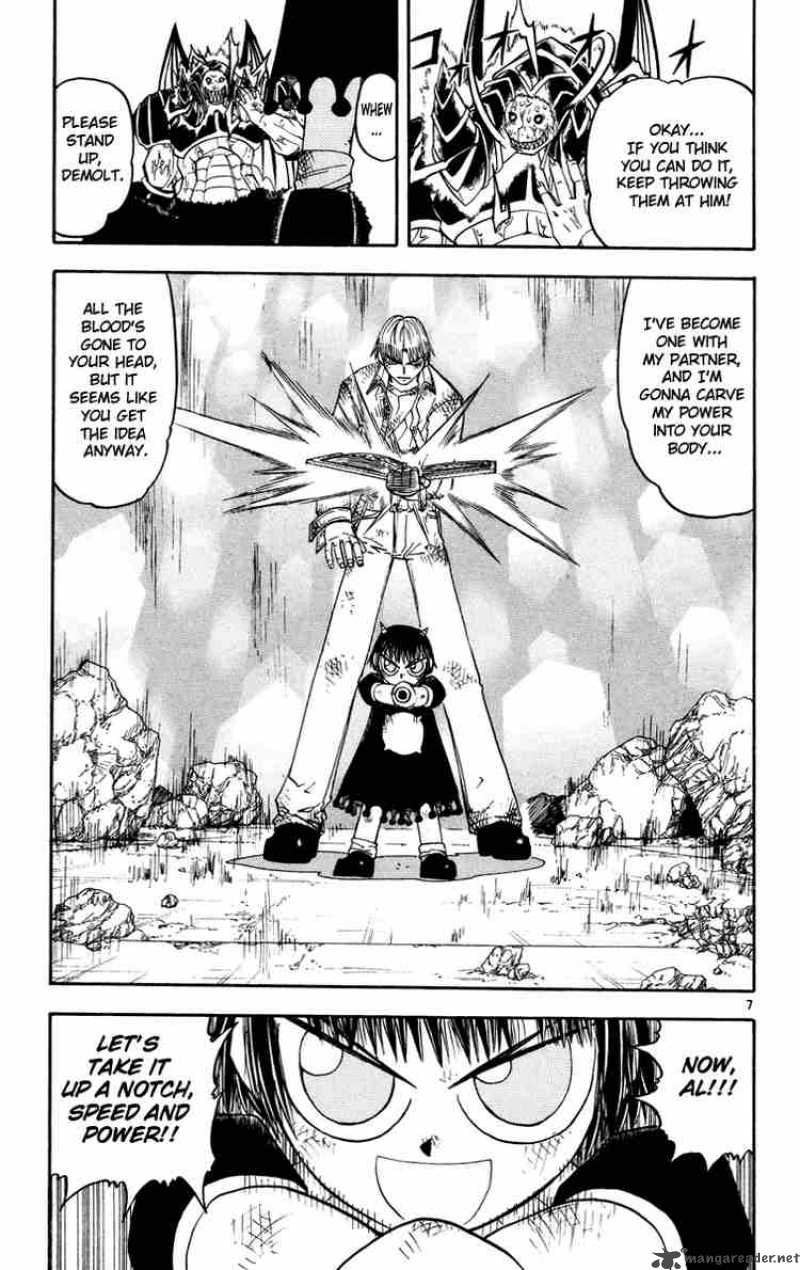 OKAY...
IF YOU THINK
YOU CAN DO IT,
KEEP THROWING
THEM AT HIM!
コ
オ
オ
WHEW
...
PLEASE
STAND
UP,
DEMOLT.
I'VE BECOME
ONE WITH
MY PARTNER,
AND I'M
GONNA CARVE
MY POWER
INTO YOUR
BODY...
ALL THE
BLOOD'S
GONE TO
YOUR HEAD,
BUT IT
SEEMS LIKE
YOU GET
THE IDEA
ANYWAY.
7
NOW,
AL!!!
LET'S
TAKE IT
UP A NOTCH,
SPEED AND
POWER!!
mangareader.net